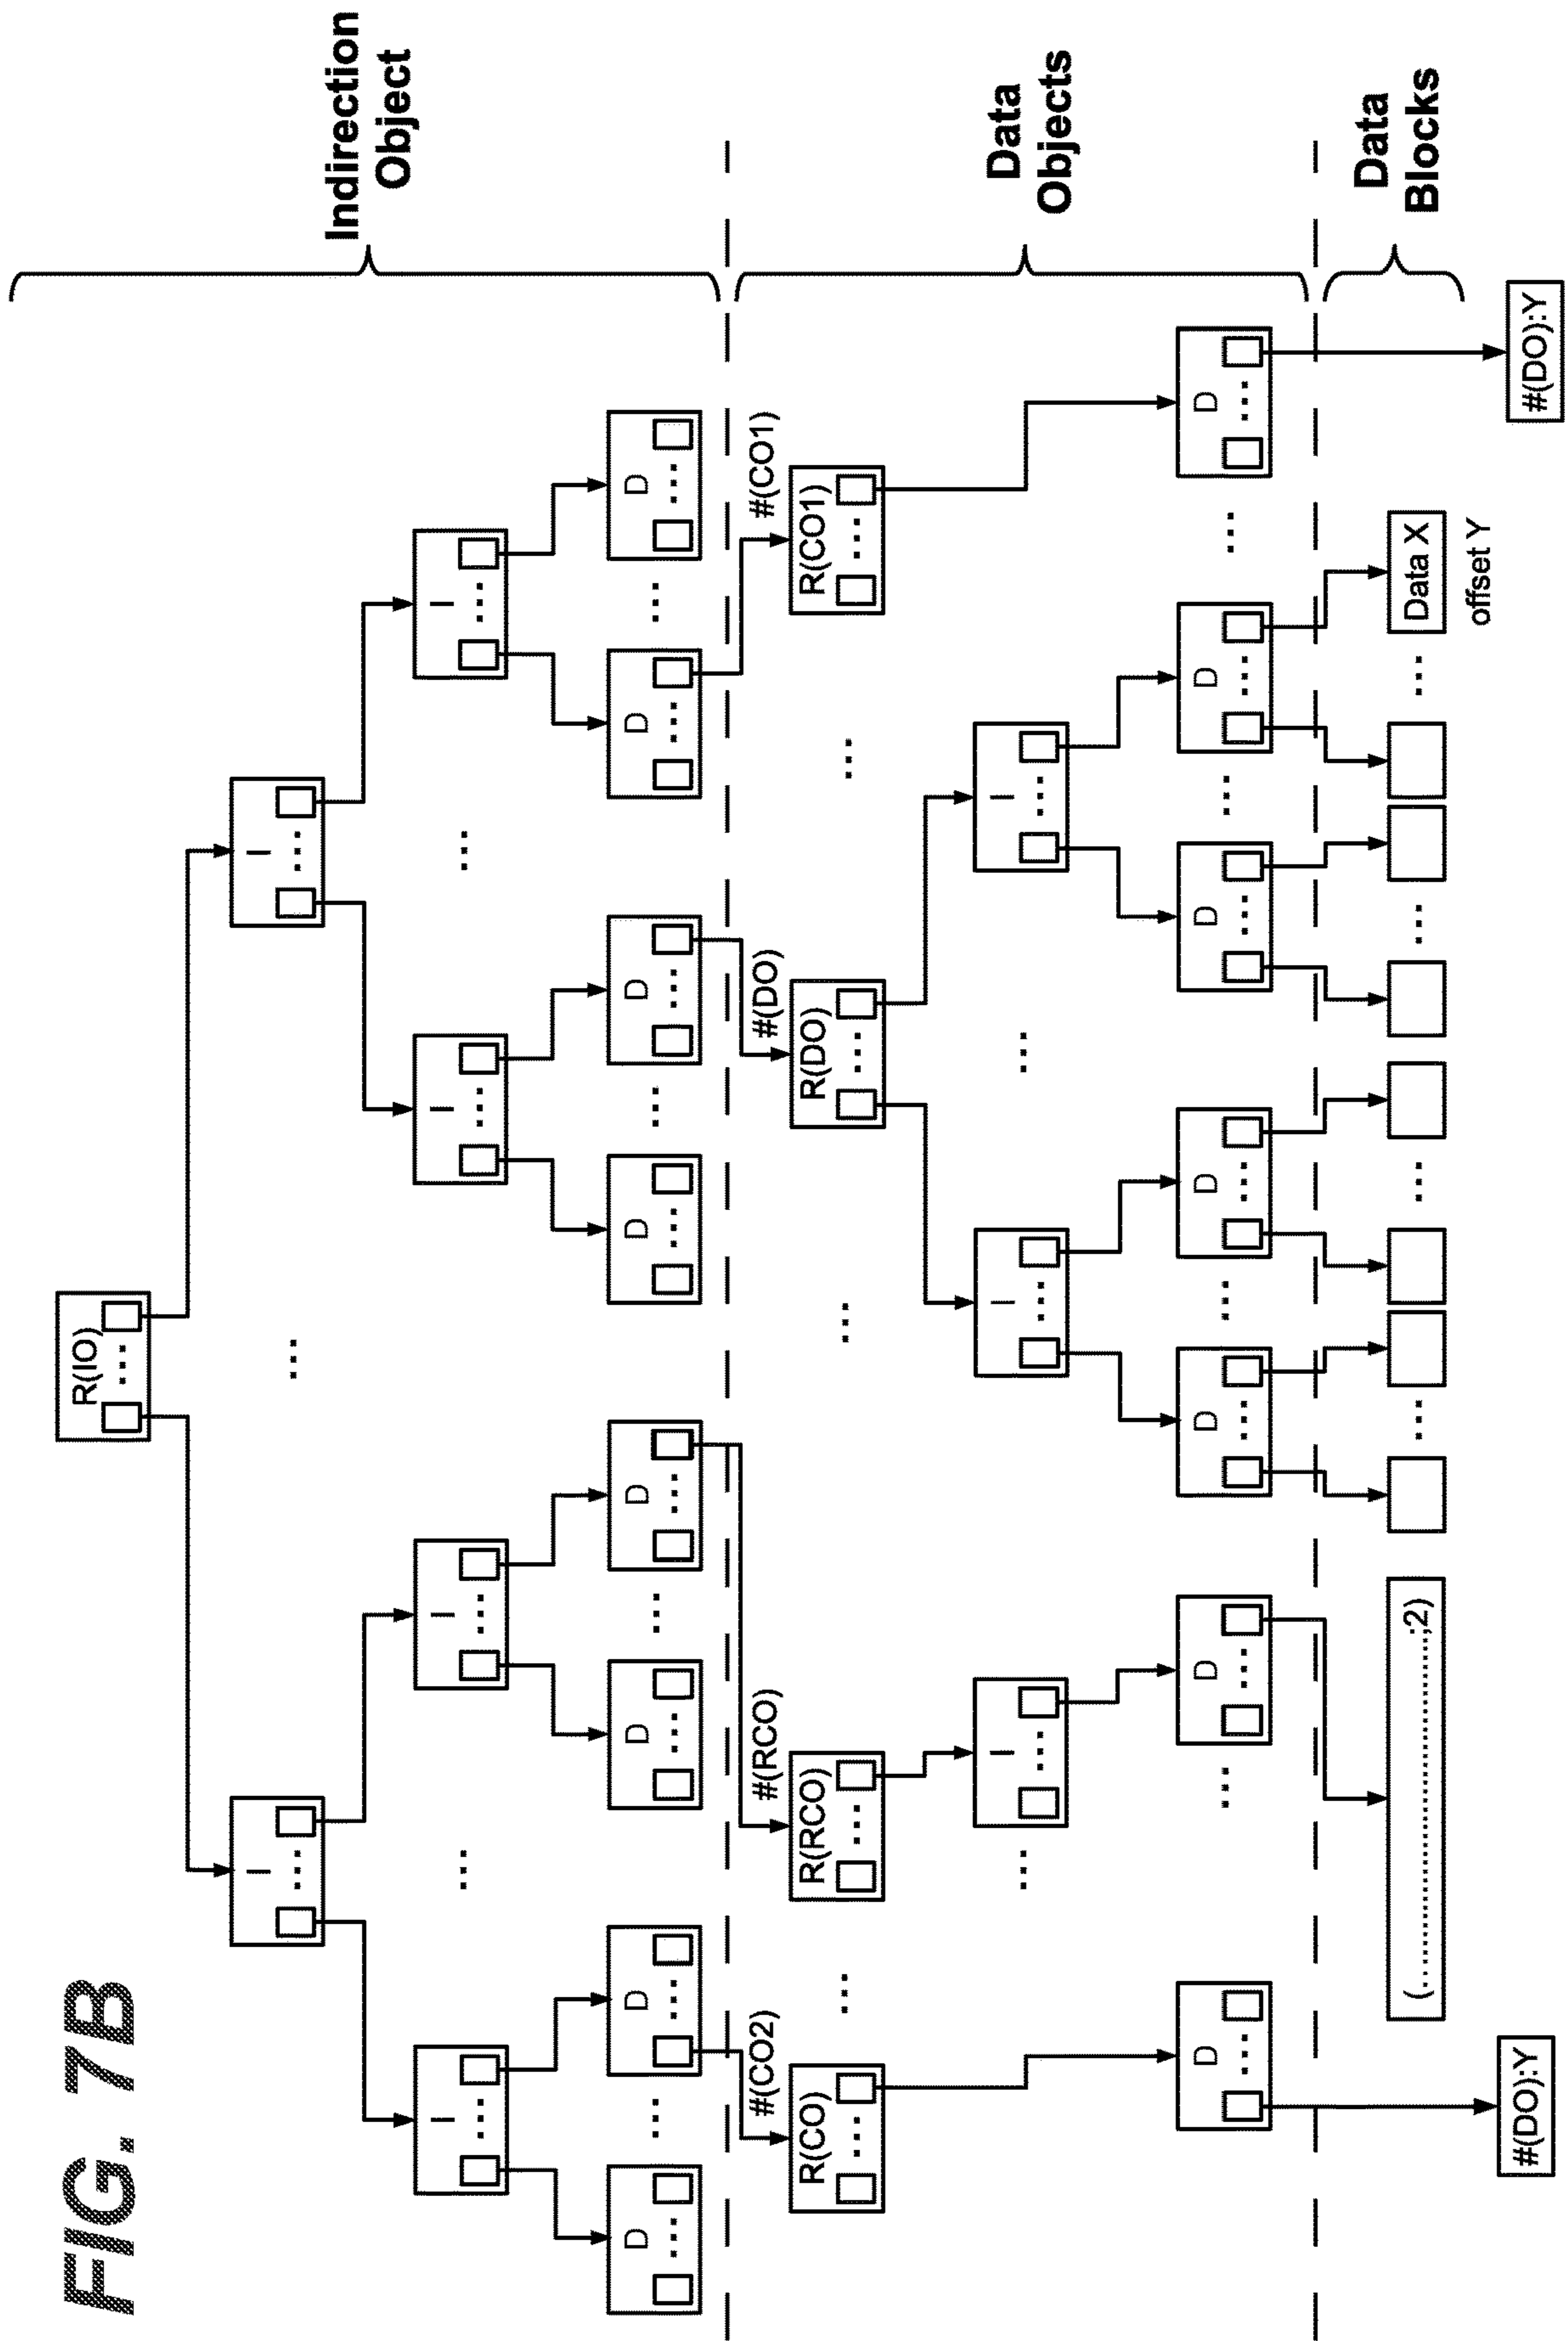 FIG. 7B
R(IO)
I I
Indirection
Object
I I I I
D D D D D D D D
#(CO2) #(RCO) #(DO) #(CO1)
R(CO) R(RCO) R(DO) R(CO1)
I I I
Data
Objects
D D D D D D D
Data
Blocks
(..........................................;2) Data X
offset Y
#(DO):Y #(DO):Y